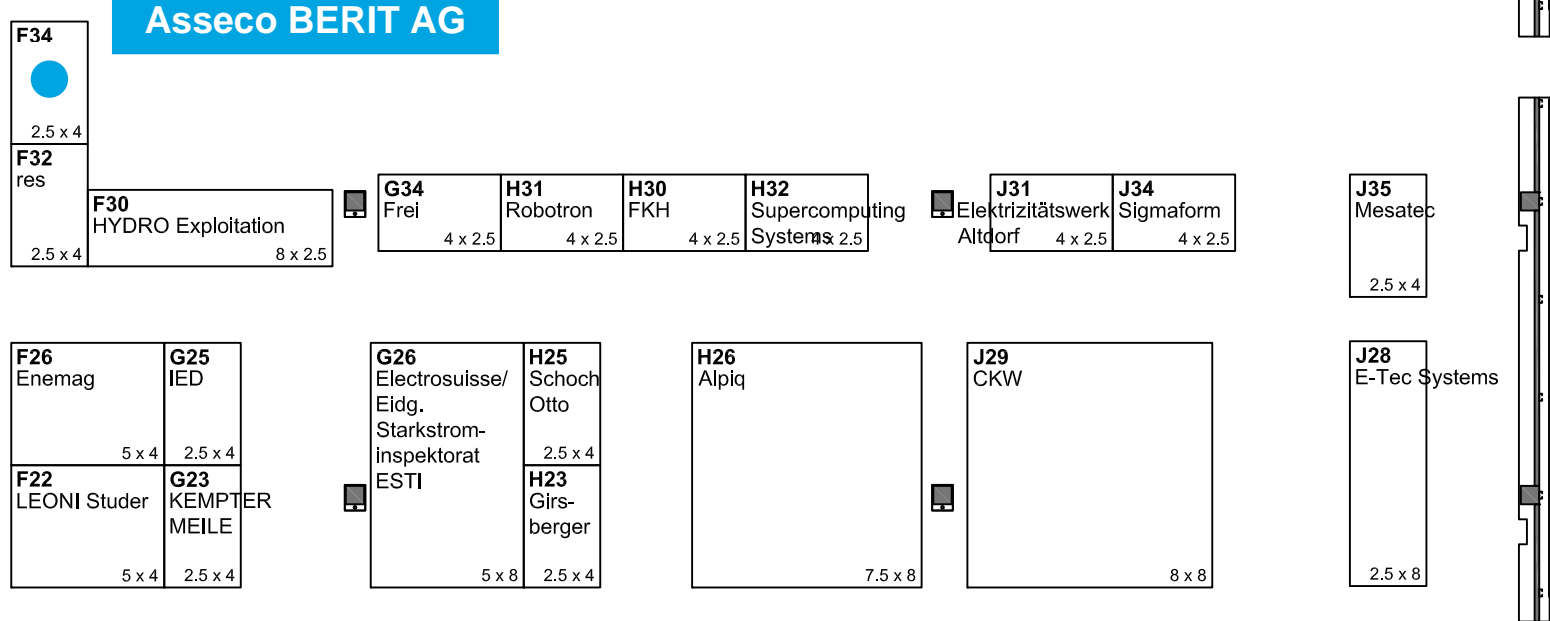 Asseco BERIT AG
F34
2.5 x 4
F32
res
2.5 x 4
F30
HYDRO Exploitation
8 x 2.5
G34
Frei
4 x 2.5
H31
Robotron
4 x 2.5
H30
FKH
4 x 2.5
H32
Supercomputing
Systems
4 x 2.5
J31
Elektrizitätswerk
Altdorf
4 x 2.5
J34
Sigmaform
4 x 2.5
J35
Mesatec
2.5 x 4
F26
Enemag
5 x 4
G25
IED
2.5 x 4
F22
LEONI Studer
5 x 4
G23
KEMPTER
MEILE
2.5 x 4
G26
Electrosuisse/
Eidg.
Starkstrom-
inspektorat
ESTI
5 x 8
H25
Schoch
Otto
2.5 x 4
H23
Girs-
berger
2.5 x 4
H26
Alpiq
7.5 x 8
J29
CKW
8 x 8
J28
E-Tec Systems
2.5 x 8